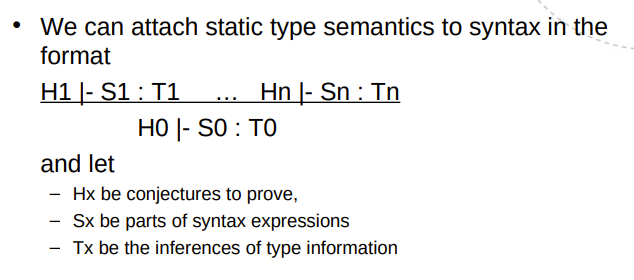 • We can attach static type semantics to syntax in the
format
H1 |- S1 : T1 ... Hn |- Sn : Tn
H0 |- S0 : T0
and let
– Hx be conjectures to prove,
– Sx be parts of syntax expressions
– Tx be the inferences of type information